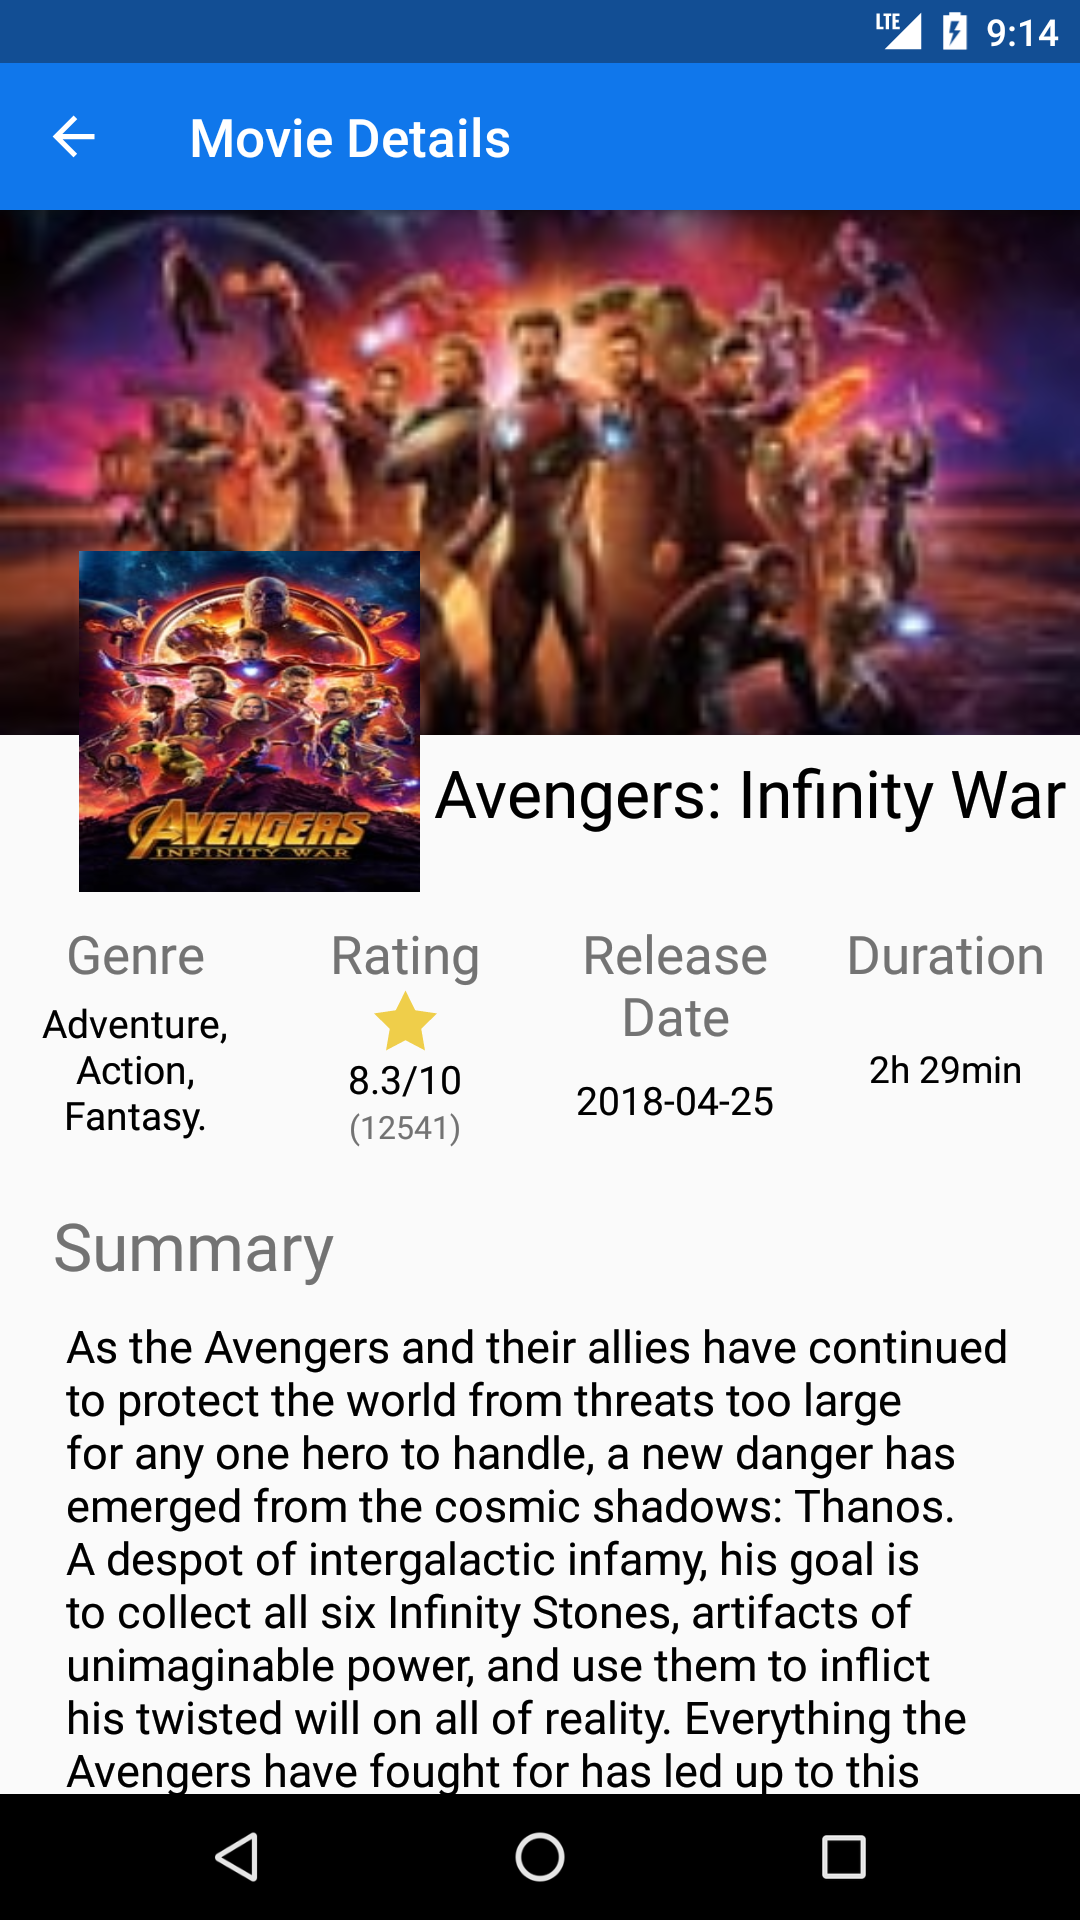 LTE 9:14
Movie Details
AVENGERS
INFINITY WAR
Avengers: Infinity War
Genre
Adventure,
Action,
Fantasy.
Rating
8.3/10
(12541)
Release
Date
2018-04-25
Duration
2h 29min
Summary
As the Avengers and their allies have continued
to protect the world from threats too large
for any one hero to handle, a new danger has
emerged from the cosmic shadows: Thanos.
A despot of intergalactic infamy, his goal is
to collect all six Infinity Stones, artifacts of
unimaginable power, and use them to inflict
his twisted will on all of reality. Everything the
Avengers have fought for has led up to this